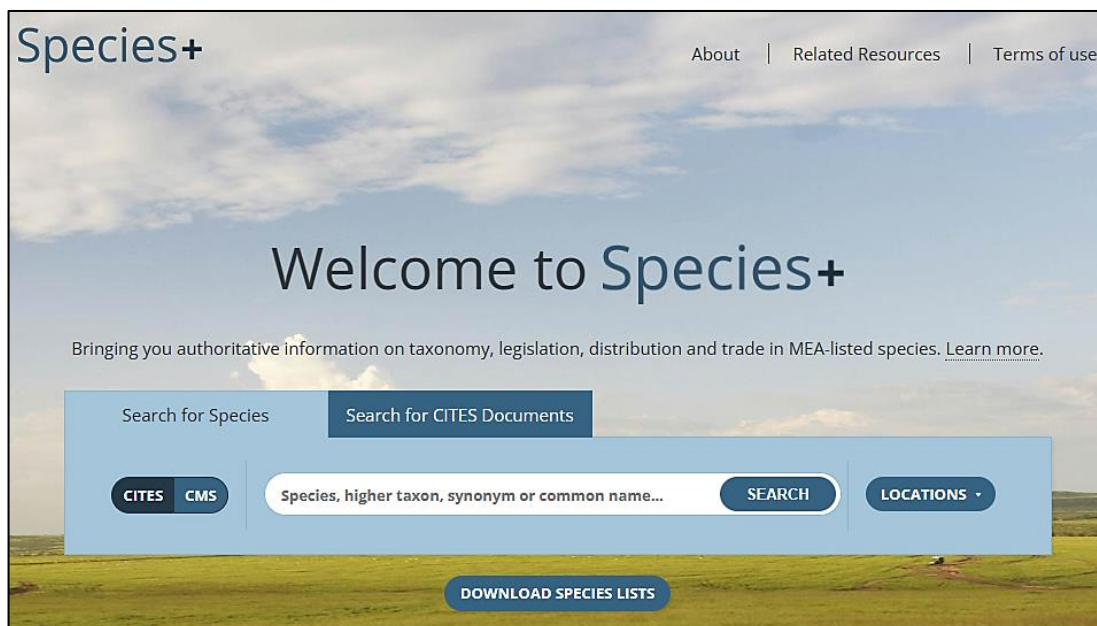 Species+
About | Related Resources | Terms of use
Welcome to Species+
Bringing you authoritative information on taxonomy, legislation, distribution and trade in MEA-listed species. Learn more.
Search for Species Search for CITES Documents
CITES CMS Species, higher taxon, synonym or common name... SEARCH LOCATIONS
DOWNLOAD SPECIES LISTS